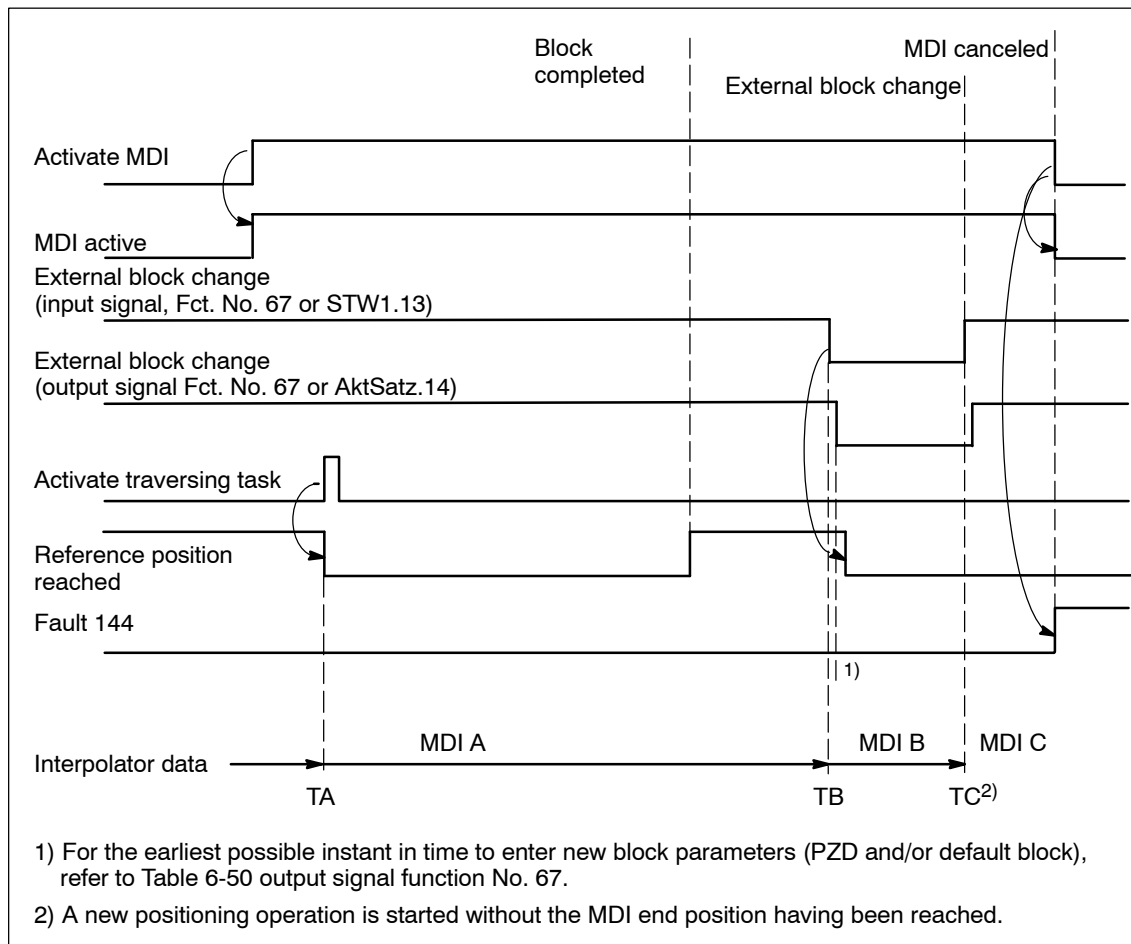 Block
completed
MDI canceled
External block change
Activate MDI
MDI active
External block change
(input signal, Fct. No. 67 or STW1.13)
External block change
(output signal Fct. No. 67 or AktSatz.14)
Activate traversing task
Reference position
reached
Fault 144
1)
MDI A
MDI B
MDI C
Interpolator data
TA
TB
TC2)
1) For the earliest possible instant in time to enter new block parameters (PZD and/or default block),
refer to Table 6-50 output signal function No. 67.
2) A new positioning operation is started without the MDI end position having been reached.